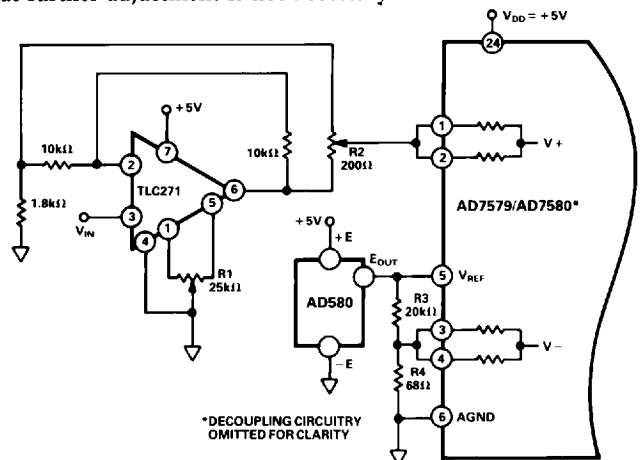 V_DD = +5V
24
+5V
10kΩ
2
7
10kΩ
R2
200Ω
1
2
V+
TLC271
6
5
1.8kΩ
V_IN
3
4
1
AD7579/AD7580*
R1
25kΩ
+5V
+E
E_OUT
5
V_REF
AD580
R3
20kΩ
3
4
V−
−E
R4
68Ω
6
AGND
*DECOUPLING CIRCUITRY
OMITTED FOR CLARITY